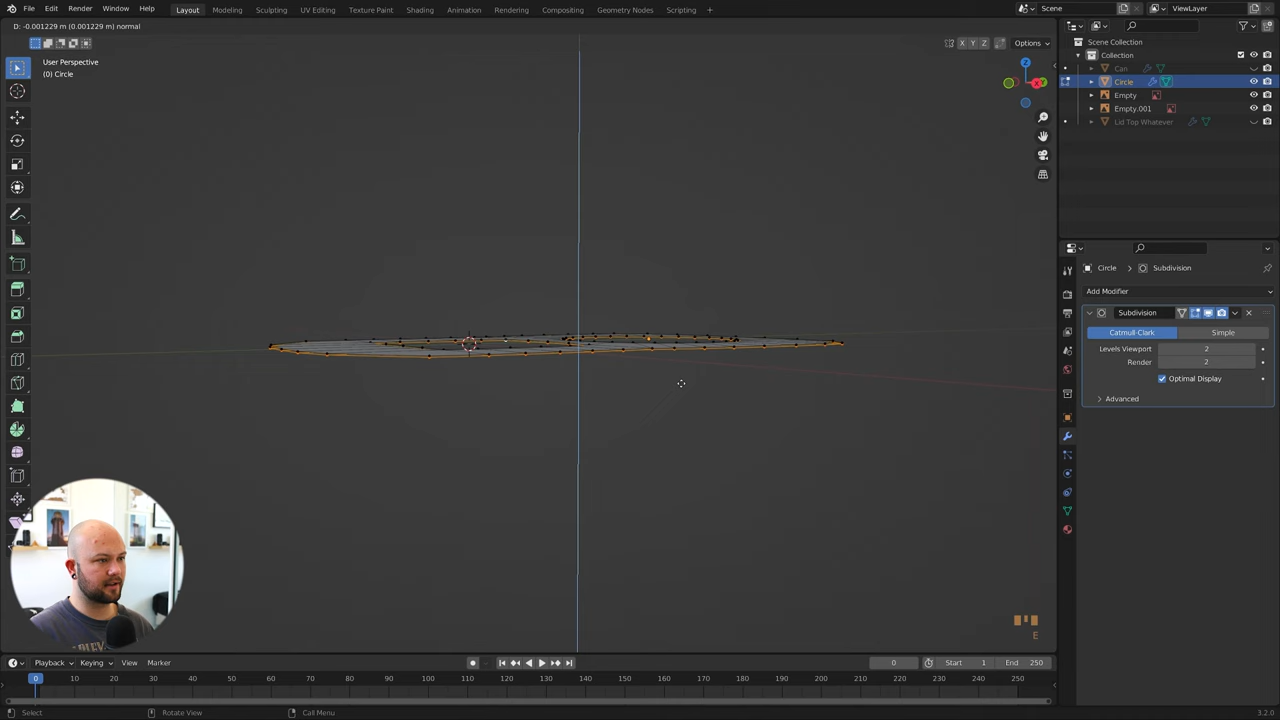 File Edit Render Window Help Layout Modeling Sculpting UV Editing Texture Paint Shading Animation Rendering Compositing Geometry Nodes Scripting + Scene ViewLayer
D: -0.001229 m (0.001229 m) normal
X Y Z Options
User Perspective
(0) Circle
Z
Y
Scene Collection
Collection
Can
Circle
Empty
Empty.001
Lid Top Whatever
Circle > Subdivision
Add Modifier
Subdivision
Catmull-Clark Simple
Levels Viewport 2
Render 2
Optimal Display
Advanced
E
Playback Keying View Marker 0 Start 1 End 250
0 10 20 30 40 50 60 70 80 90 100 110 120 130 140 150 160 170 180 190 200 210 220 230 240 250
Select Rotate View Call Menu 3.2.0